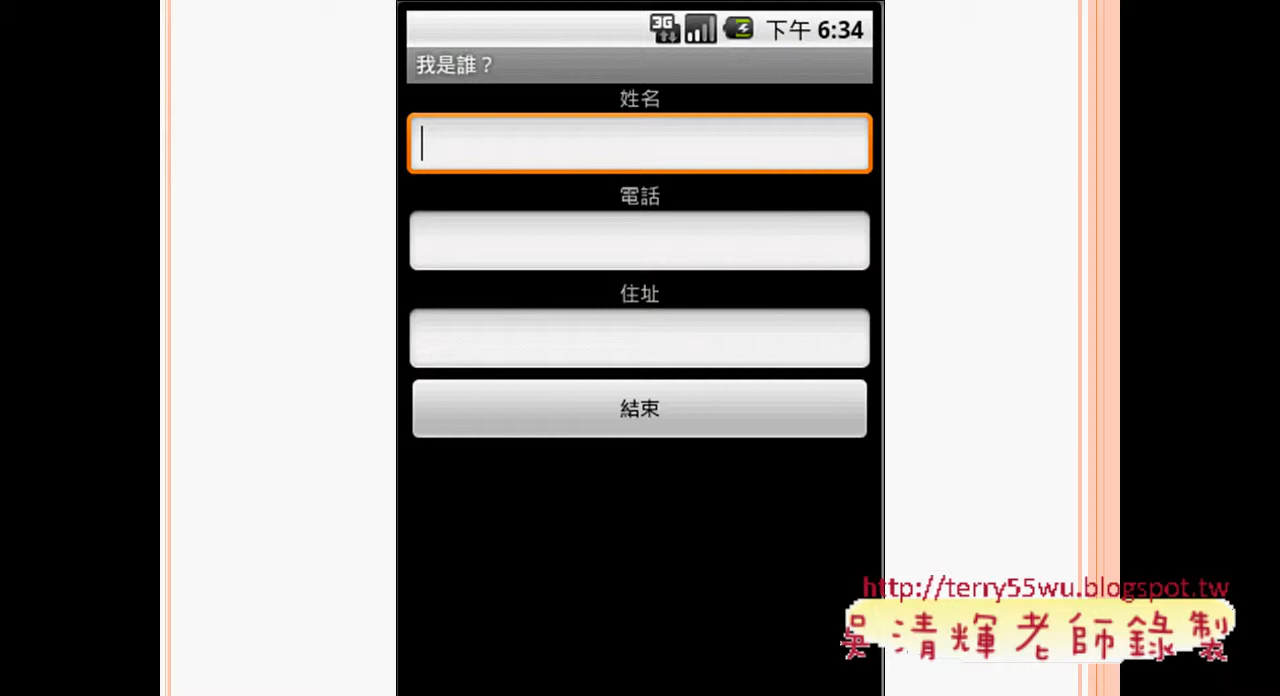 3G 下午 6:34
我是誰？
姓名
電話
住址
結束
http://terry55wu.blogspot.tw
吳清輝老師錄製